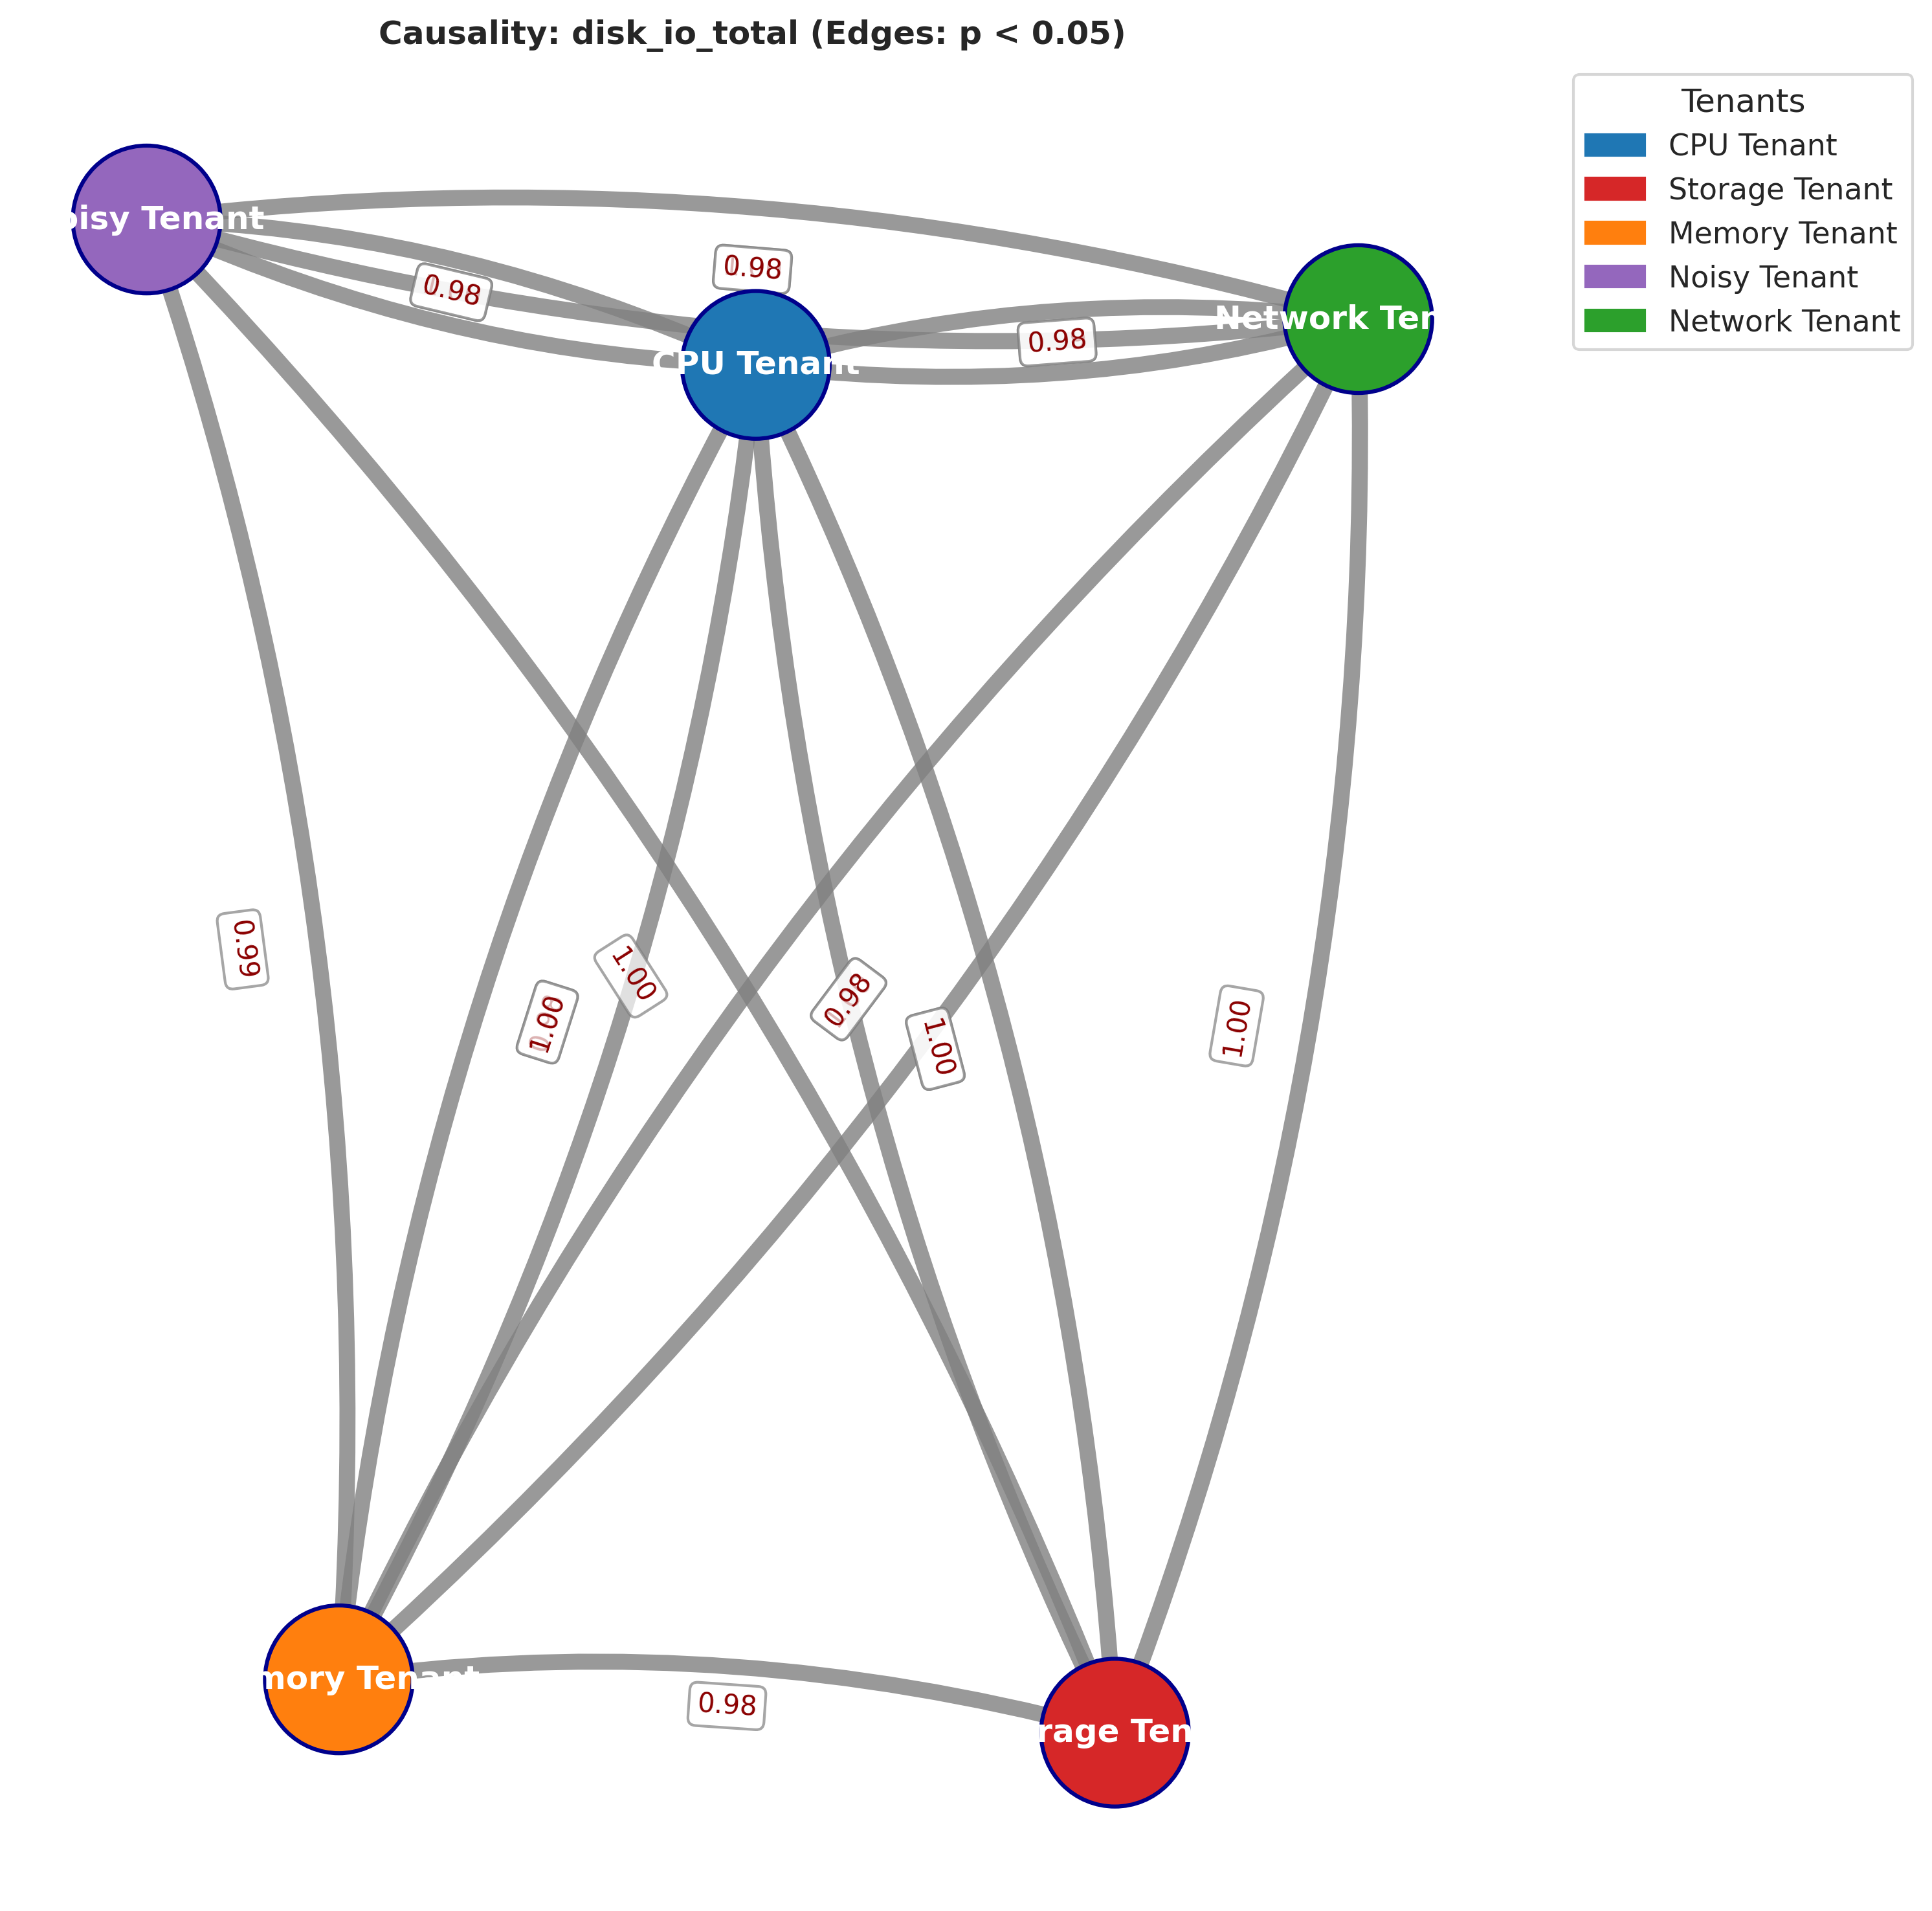 Causality: disk_io_total (Edges: p < 0.05)
Tenants
CPU Tenant
Storage Tenant
Memory Tenant
Noisy Tenant
Network Tenant
oisy Tenant
CPU Tenant
Network Ten
0.98
0.98
0.98
0.99
1.00
1.00
0.98
1.00
1.00
mory Tenant
rage Ten
0.98